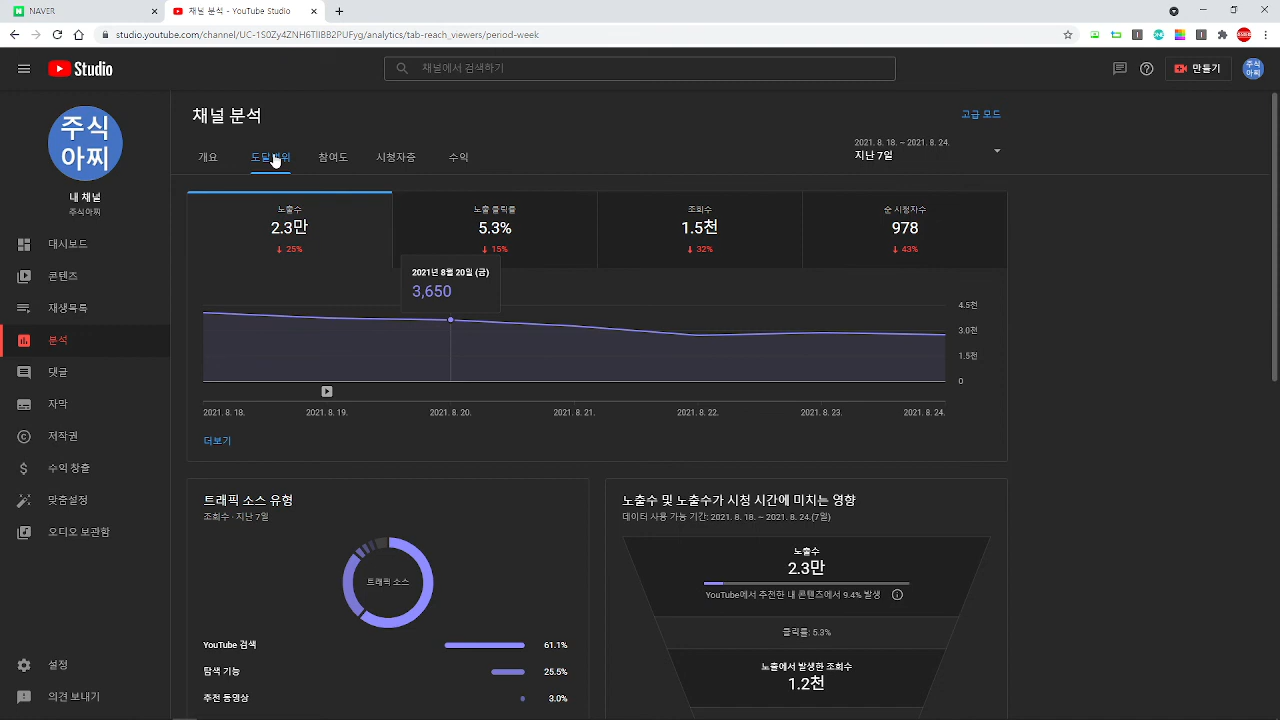 NAVER
채널 분석 - YouTube Studio
studio.youtube.com/channel/UC-1S0Zy4ZNH6TII8B2PUFyg/analytics/tab-reach_viewers/period-week
Studio
채널에서 검색하기
만들기
주식
아찌
주식
아찌
내 채널
주식아찌
대시보드
콘텐츠
재생목록
분석
댓글
자막
저작권
수익 창출
맞춤설정
오디오 보관함
설정
의견 보내기
채널 분석
고급 모드
개요
도달범위
참여도
시청자층
수익
2021. 8. 18. ~ 2021. 8. 24.
지난 7일
노출수
2.3만
↓ 25%
노출 클릭률
5.3%
↓ 15%
조회수
1.5천
↓ 32%
순 시청자수
978
↓ 43%
2021년 8월 20일 (금)
3,650
4.5천
3.0천
1.5천
0
2021. 8. 18.
2021. 8. 19.
2021. 8. 20.
2021. 8. 21.
2021. 8. 22.
2021. 8. 23.
2021. 8. 24.
더보기
트래픽 소스 유형
조회수 · 지난 7일
트래픽 소스
YouTube 검색
61.1%
탐색 기능
25.5%
추천 동영상
3.0%
노출수 및 노출수가 시청 시간에 미치는 영향
데이터 사용 가능 기간: 2021. 8. 18. ~ 2021. 8. 24.(7일)
노출수
2.3만
YouTube에서 추천한 내 콘텐츠에서 9.4% 발생
클릭률: 5.3%
노출에서 발생한 조회수
1.2천